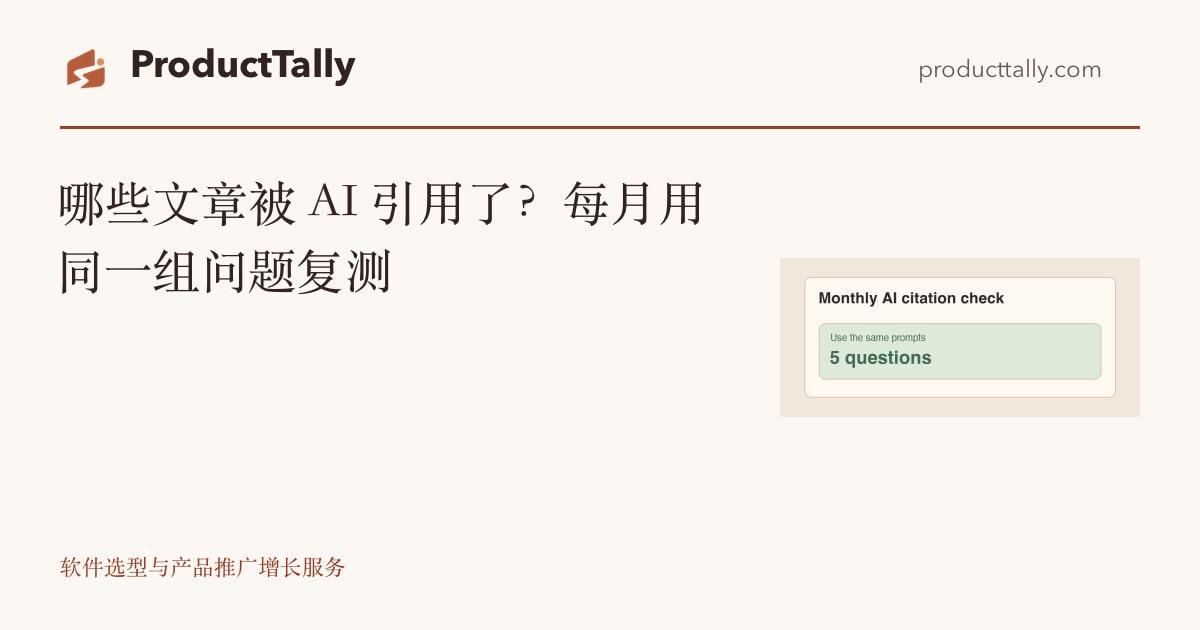 ProductTally
producttally.com
哪些文章被 AI 引用了？每月用
同一组问题复测
Monthly AI citation check
Use the same prompts
5 questions
软件选型与产品推广增长服务